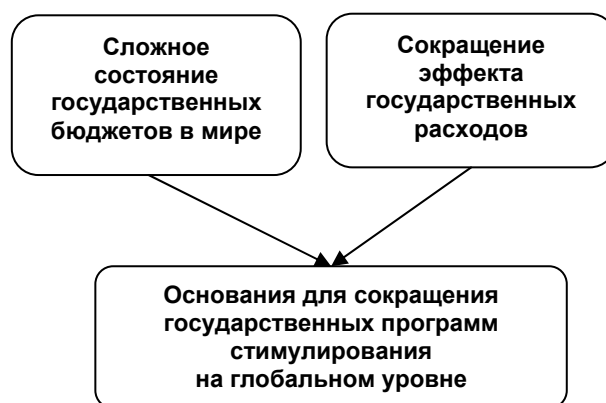 Сложное
состояние
государственных
бюджетов в мире
Сокращение
эффекта
государственных
расходов
Основания для сокращения
государственных программ
стимулирования
на глобальном уровне